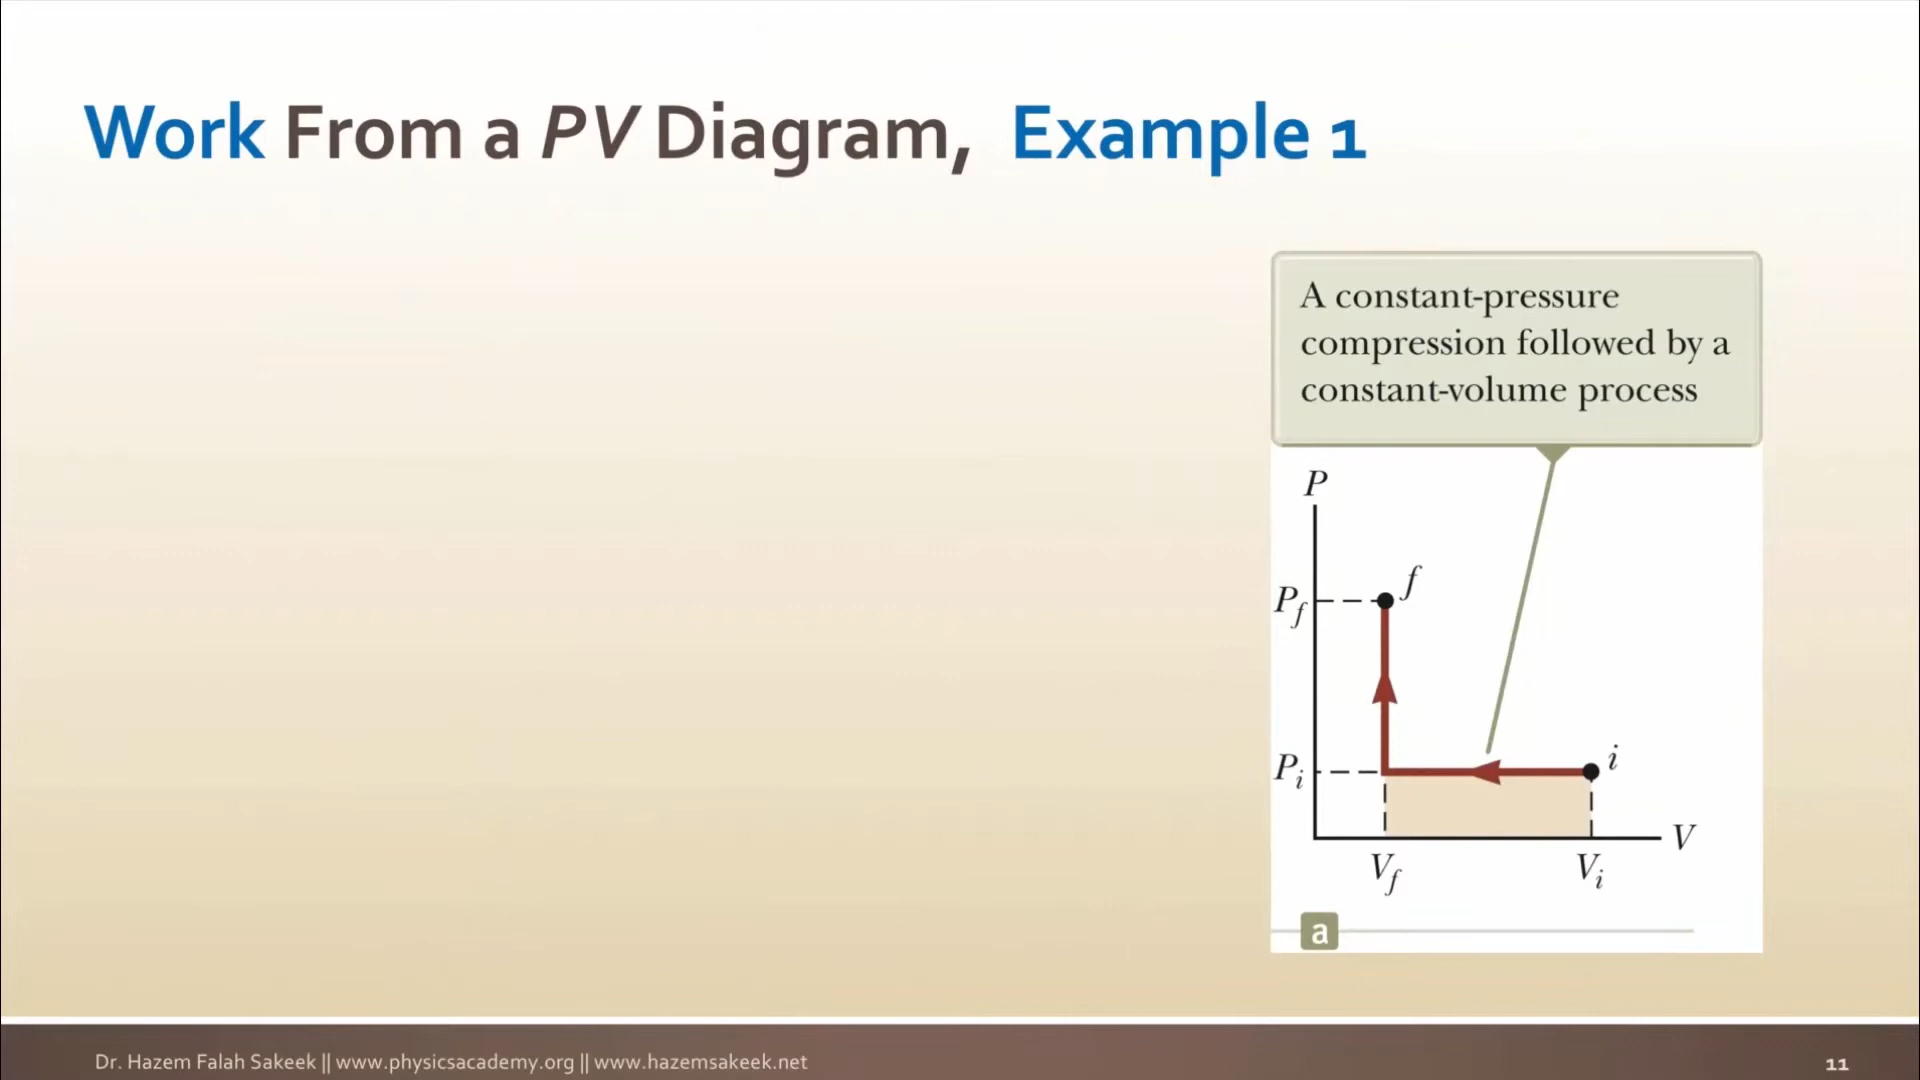 Work From a PV Diagram, Example 1
A constant-pressure
compression followed by a
constant-volume process
P
f
Pf
Pi
i
V
Vf
Vi
a
Dr. Hazem Falah Sakeek || www.physicsacademy.org || www.hazemsakeek.net
11